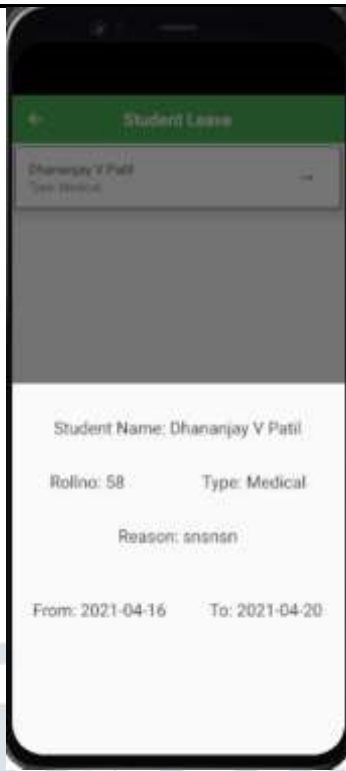 Student Leave
Dhananjay V Patil
Type: Medical
Student Name: Dhananjay V Patil
Rollno: 58 Type: Medical
Reason: snsnsn
From: 2021-04-16 To: 2021-04-20